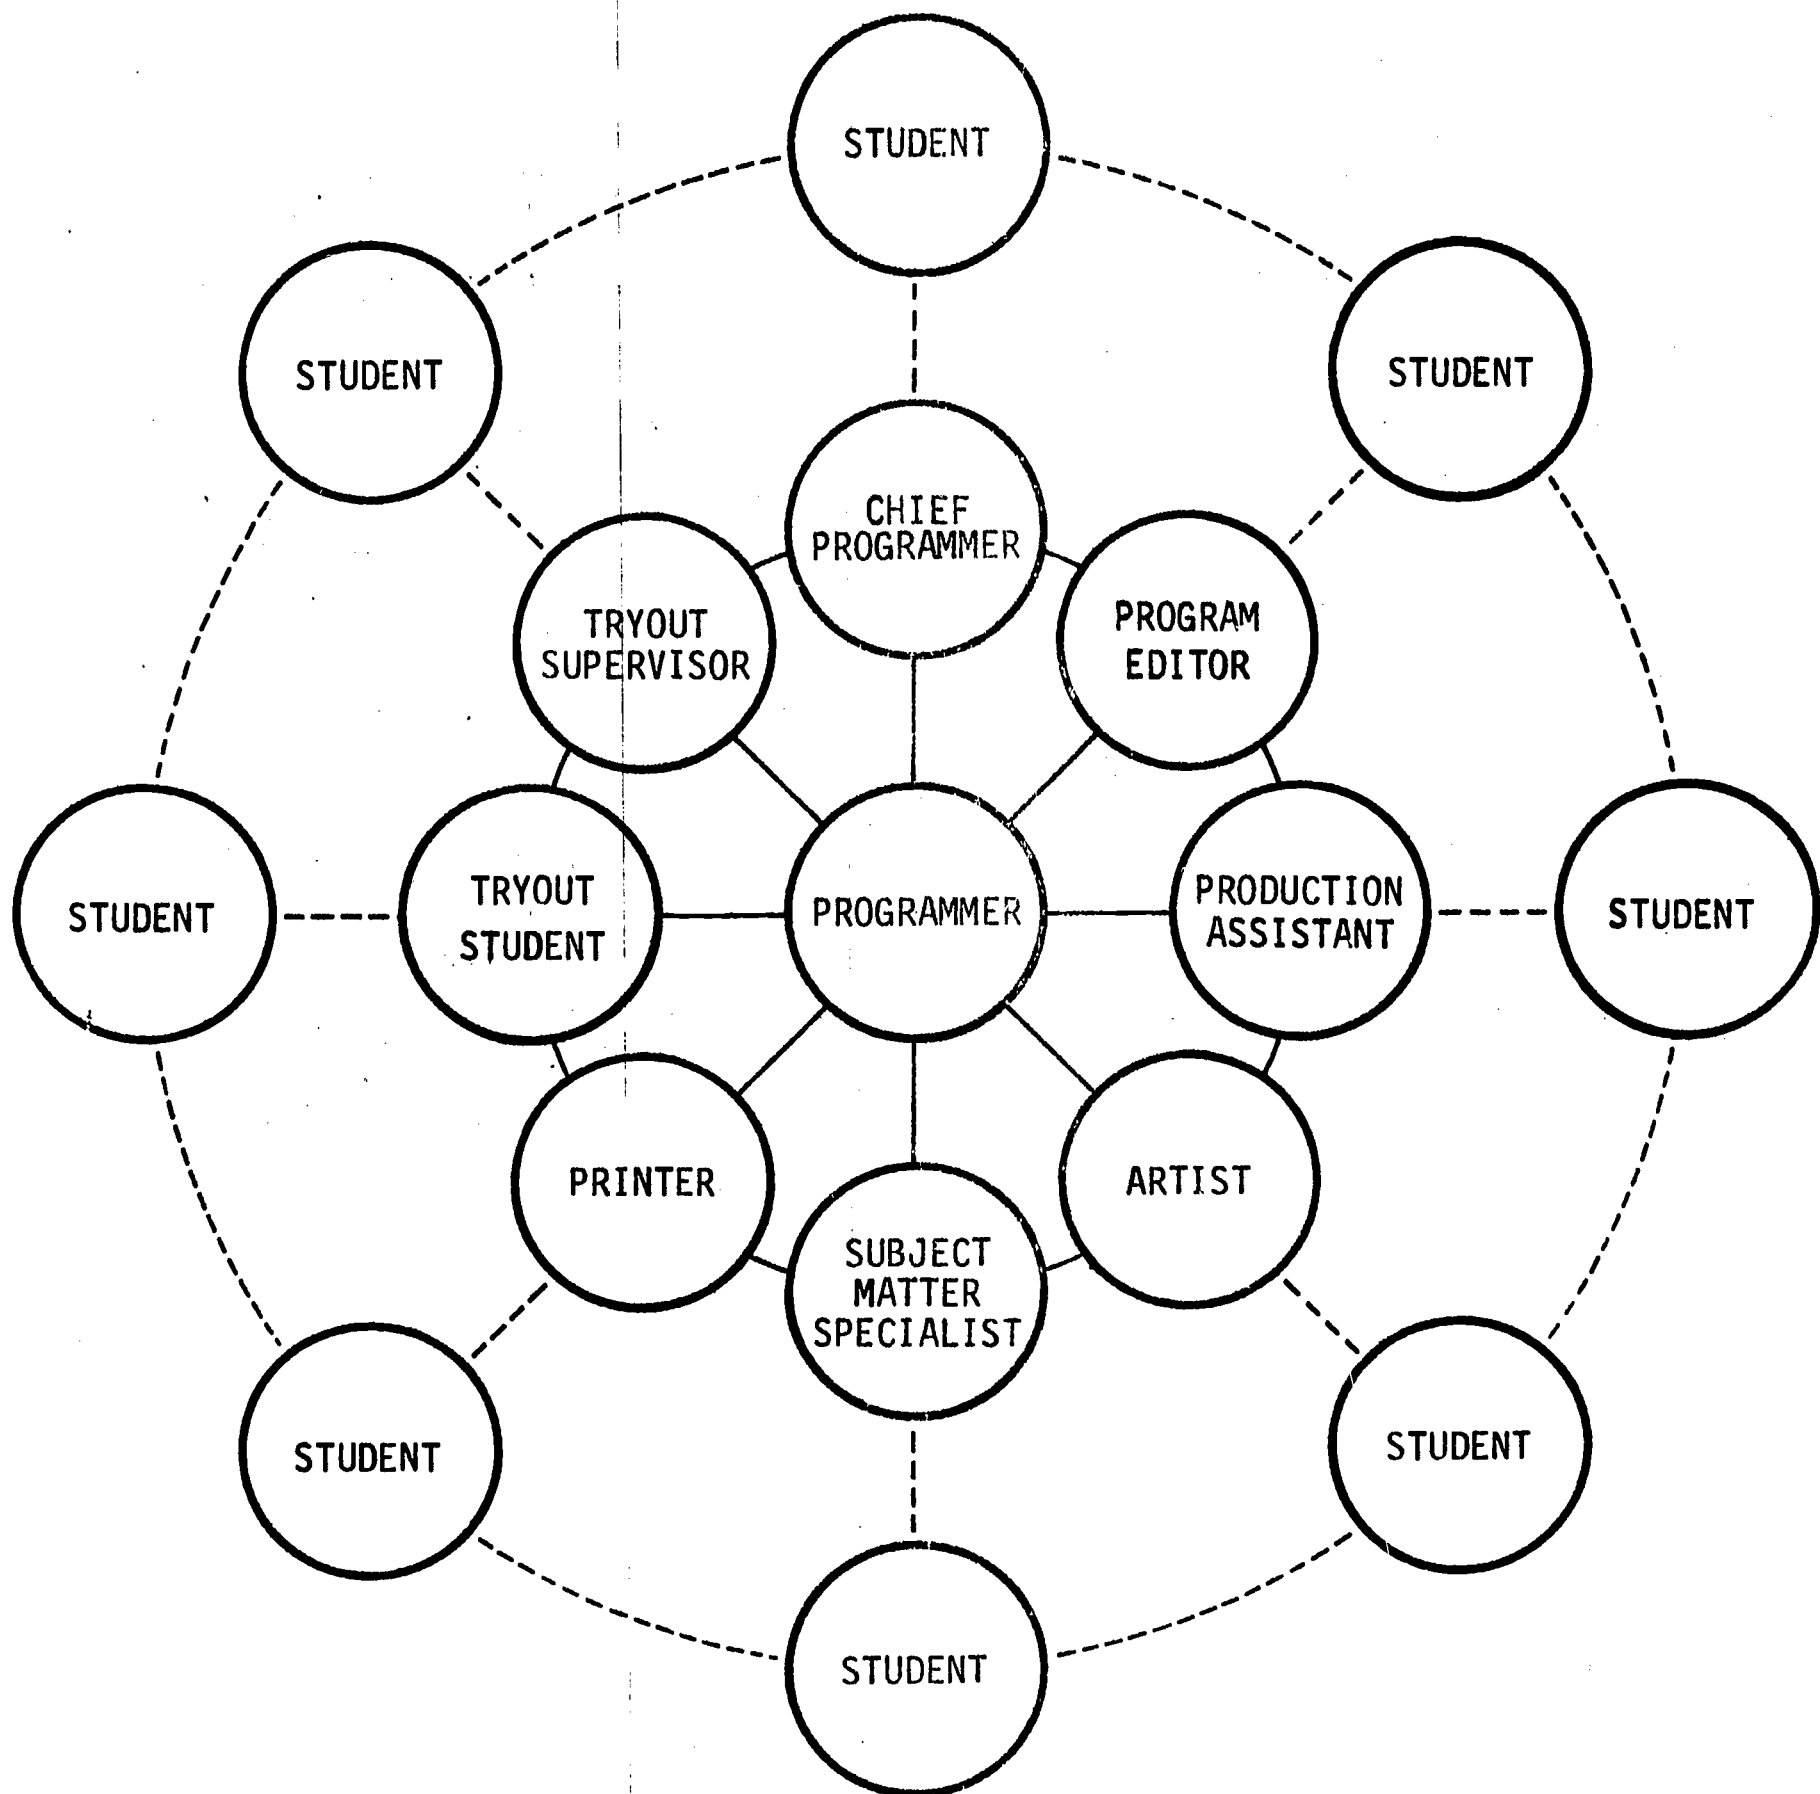 STUDENT
STUDENT
STUDENT
CHIEF
PROGRAMMER
TRYOUT
SUPERVISOR
PROGRAM
EDITOR
STUDENT
TRYOUT
STUDENT
PROGRAMMER
PRODUCTION
ASSISTANT
STUDENT
PRINTER
ARTIST
SUBJECT
MATTER
SPECIALIST
STUDENT
STUDENT
STUDENT